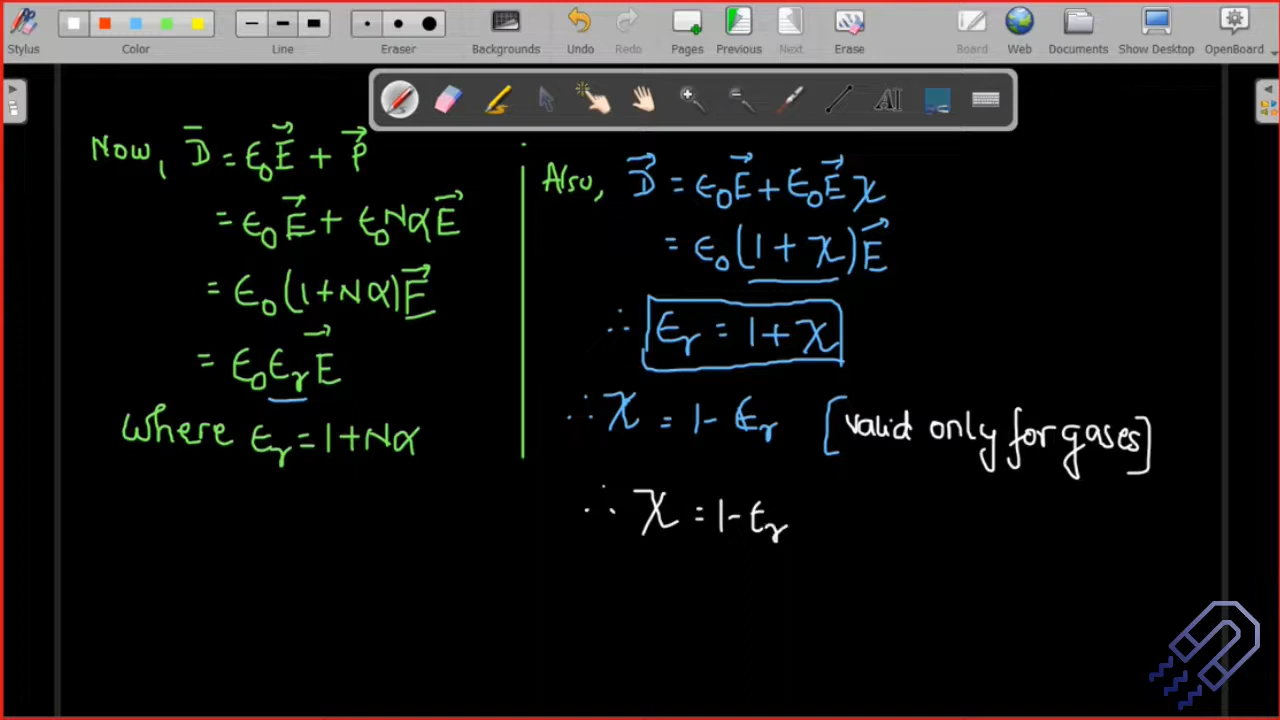 Stylus
Color
Line
Eraser
Backgrounds
Undo
Redo
Pages
Previous
Next
Erase
Board
Web
Documents
Show Desktop
OpenBoard
AI
Now, D̄ = ϵ₀E⃗ + P⃗
= ϵ₀E⃗ + ϵ₀NαE⃗
= ϵ₀(1+Nα)E⃗
= ϵ₀ϵᵣE⃗
where ϵᵣ = 1+Nα
Also, D⃗ = ϵ₀E⃗ + ϵ₀E⃗χ
= ϵ₀(1+χ)E⃗
∴ ϵᵣ = 1+χ
∴ χ = 1-ϵᵣ [valid only for gases]
∴ χ = 1-ϵᵣ